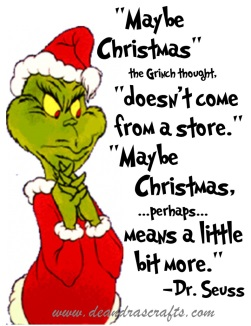 "Maybe
Christmas"
the Grinch thought,
"doesn't come
from a store."
"Maybe
Christmas,
...perhaps...
means a little
bit more."
-Dr. Seuss
www.deandrascrafts.com